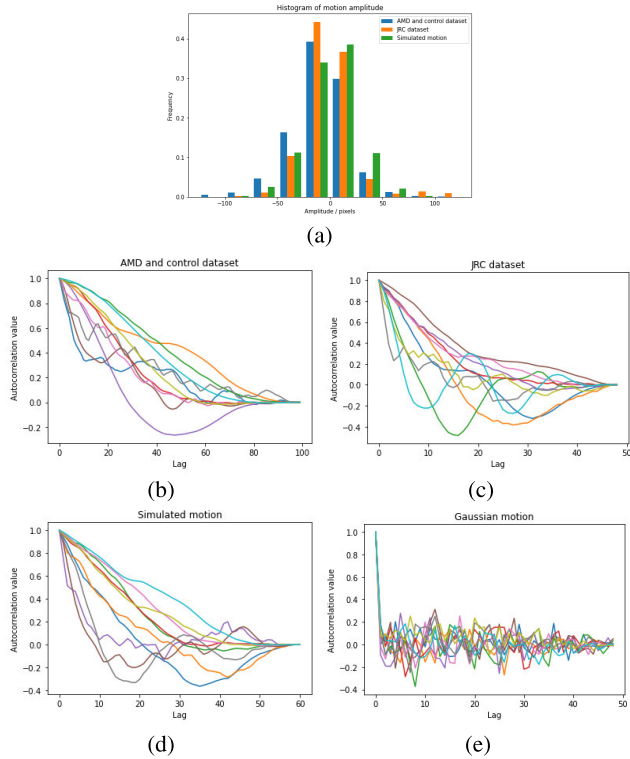 Histogram of motion amplitude
AMD and control dataset
JRC dataset
Simulated motion
Frequency
0.4
0.3
0.2
0.1
0.0
−100
−50
0
50
100
Amplitude / pixels
(a)
AMD and control dataset
Autocorrelation value
1.0
0.8
0.6
0.4
0.2
0.0
−0.2
0
20
40
60
80
100
Lag
(b)
JRC dataset
Autocorrelation value
1.0
0.8
0.6
0.4
0.2
0.0
−0.2
−0.4
0
10
20
30
40
50
Lag
(c)
Simulated motion
Autocorrelation value
1.0
0.8
0.6
0.4
0.2
0.0
−0.2
−0.4
0
10
20
30
40
50
60
Lag
(d)
Gaussian motion
Autocorrelation value
1.0
0.8
0.6
0.4
0.2
0.0
−0.2
−0.4
0
10
20
30
40
50
Lag
(e)